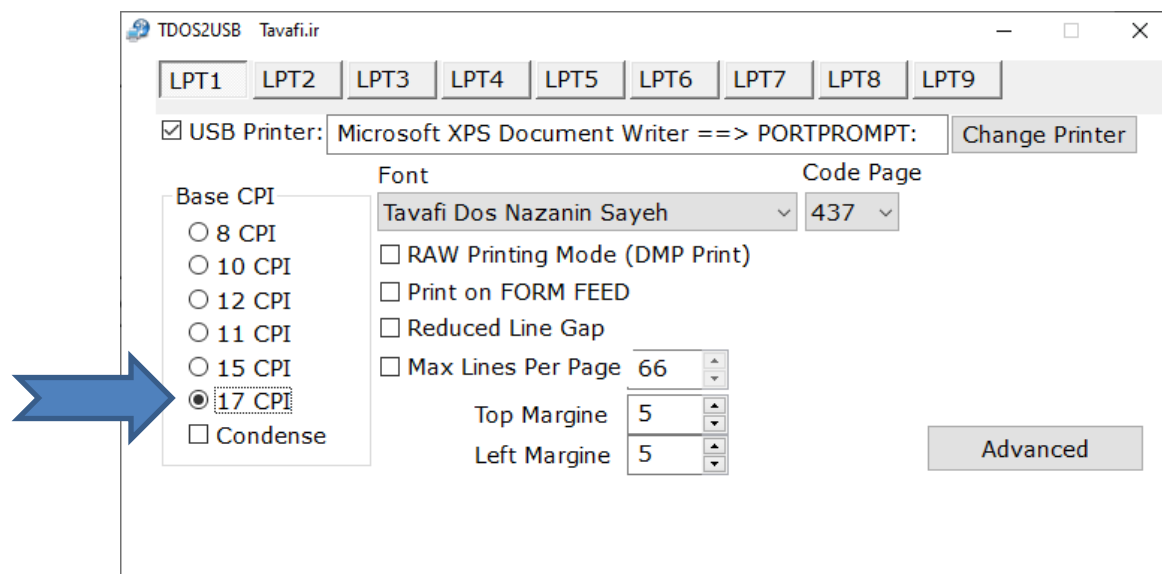 TDOS2USB Tavafi.ir
LPT1 LPT2 LPT3 LPT4 LPT5 LPT6 LPT7 LPT8 LPT9
USB Printer: Microsoft XPS Document Writer ==> PORTPROMPT: Change Printer
Font Code Page
Base CPI
Tavafi Dos Nazanin Sayeh 437
8 CPI
RAW Printing Mode (DMP Print)
10 CPI
Print on FORM FEED
12 CPI
Reduced Line Gap
11 CPI
Max Lines Per Page 66
15 CPI
17 CPI
Top Margine 5
Condense
Left Margine 5
Advanced